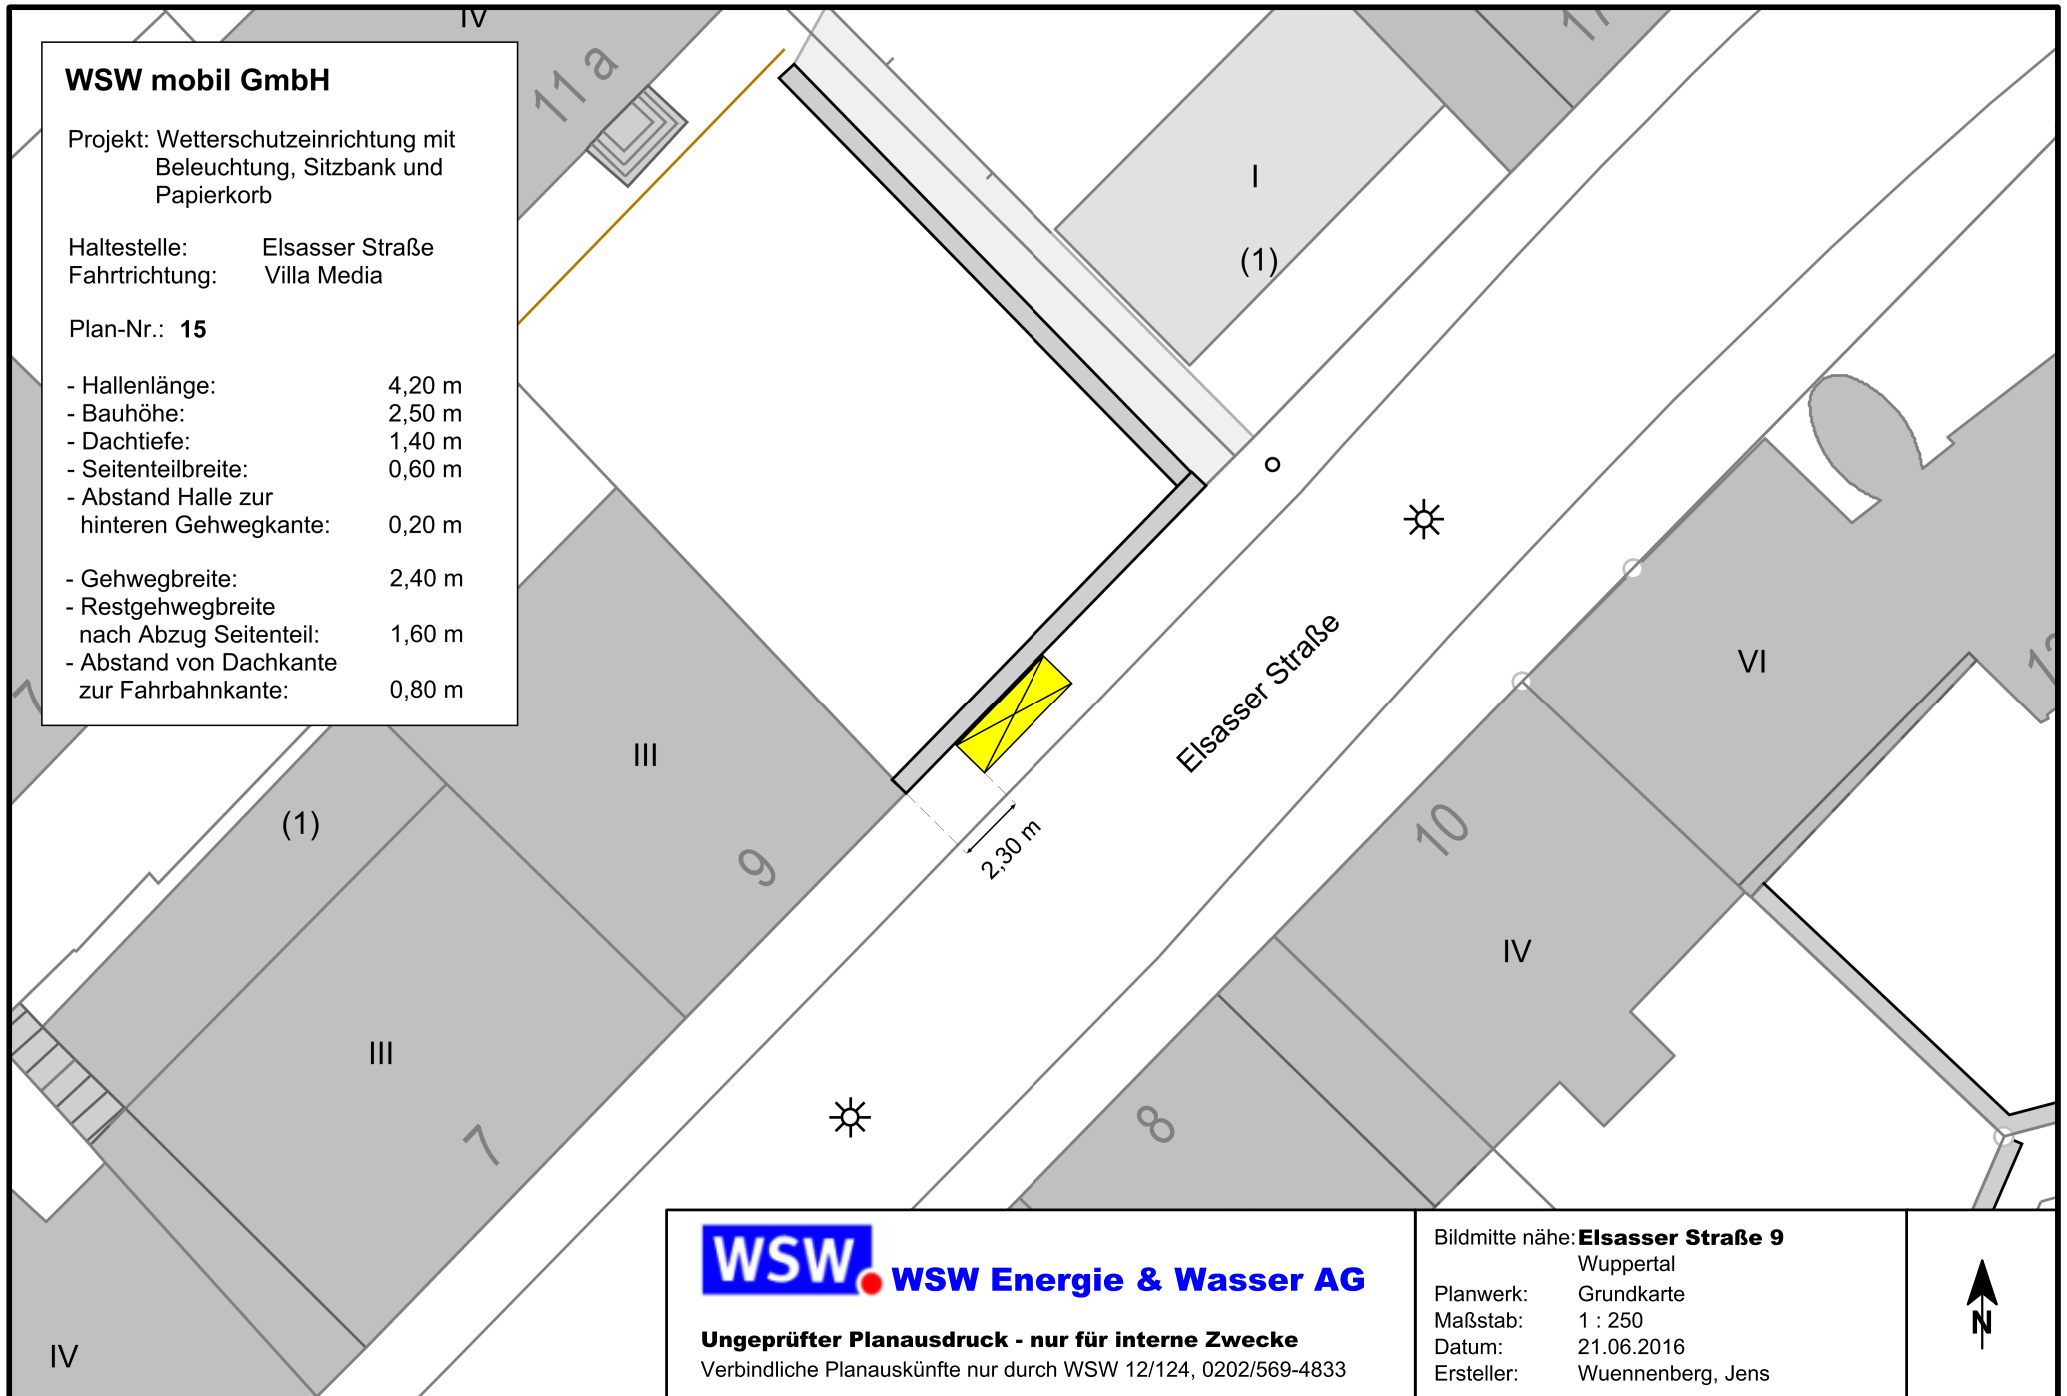 WSW mobil GmbH
Projekt: Wetterschutzeinrichtung mit
Beleuchtung, Sitzbank und
Papierkorb
Haltestelle: Elsasser Straße
Fahrtrichtung: Villa Media
Plan-Nr.: 15
- Hallenlänge: 4,20 m
- Bauhöhe: 2,50 m
- Dachtiefe: 1,40 m
- Seitenteilbreite: 0,60 m
- Abstand Halle zur
hinteren Gehwegkante: 0,20 m
- Gehwegbreite: 2,40 m
- Restgehwegbreite
nach Abzug Seitenteil: 1,60 m
- Abstand von Dachkante
zur Fahrbahnkante: 0,80 m
IV
11 a
17
I
(1)
Elsasser Straße
VI
12
7
III
(1)
9
2,30 m
10
IV
III
7
8
IV
WSW
WSW Energie & Wasser AG
Ungeprüfter Planausdruck - nur für interne Zwecke
Verbindliche Planauskünfte nur durch WSW 12/124, 0202/569-4833
Bildmitte nähe: Elsasser Straße 9
Wuppertal
Planwerk: Grundkarte
Maßstab: 1 : 250
Datum: 21.06.2016
Ersteller: Wuennenberg, Jens
N